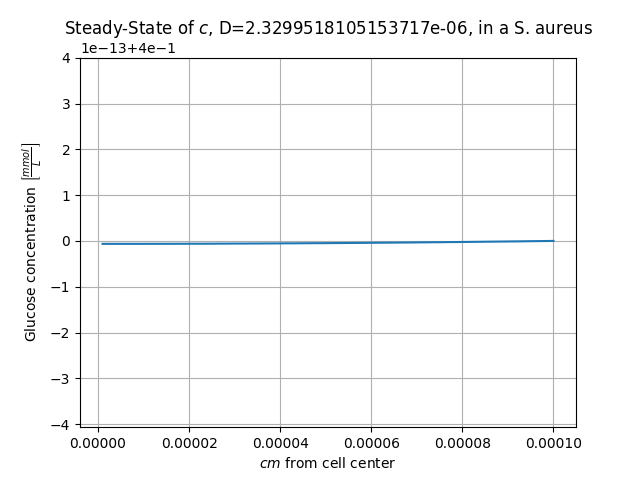 Steady-State of c, D=2.3299518105153717e-06, in a S. aureus
1e−13+4e−1
4
3
2
1
0
−1
−2
−3
−4
Glucose concentration [mmol/L]
0.00000 0.00002 0.00004 0.00006 0.00008 0.00010
cm from cell center